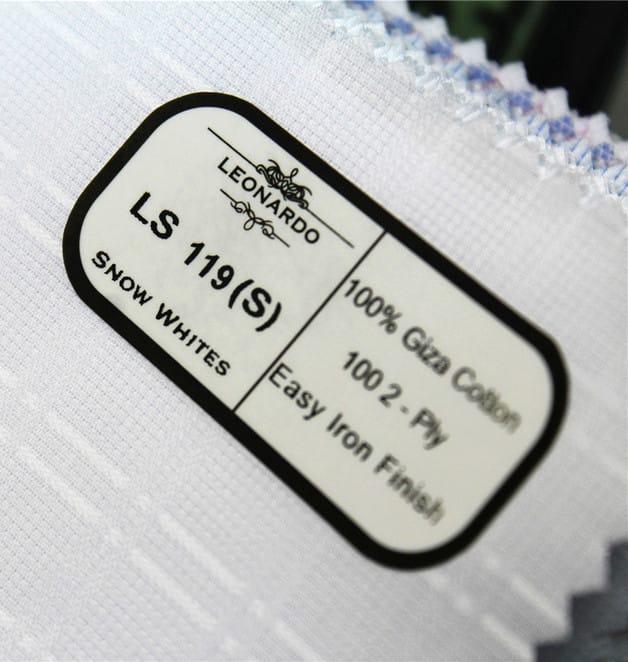 LEONARDO
LS 119(S)
SNOW WHITES
100% Giza Cotton
100 2 - Ply
Easy Iron Finish